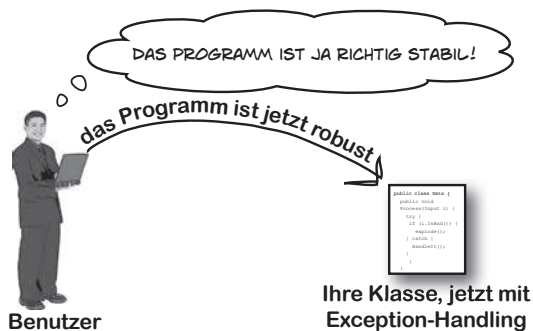 DAS PROGRAMM IST JA RICHTIG STABIL!
das Programm ist jetzt robust
public class Data {
public void
Process(Input i) {
try {
if (i.IsBad()) {
explode();
} catch {
HandleIt();
}
}
}
Ihre Klasse, jetzt mit
Exception-Handling
Benutzer